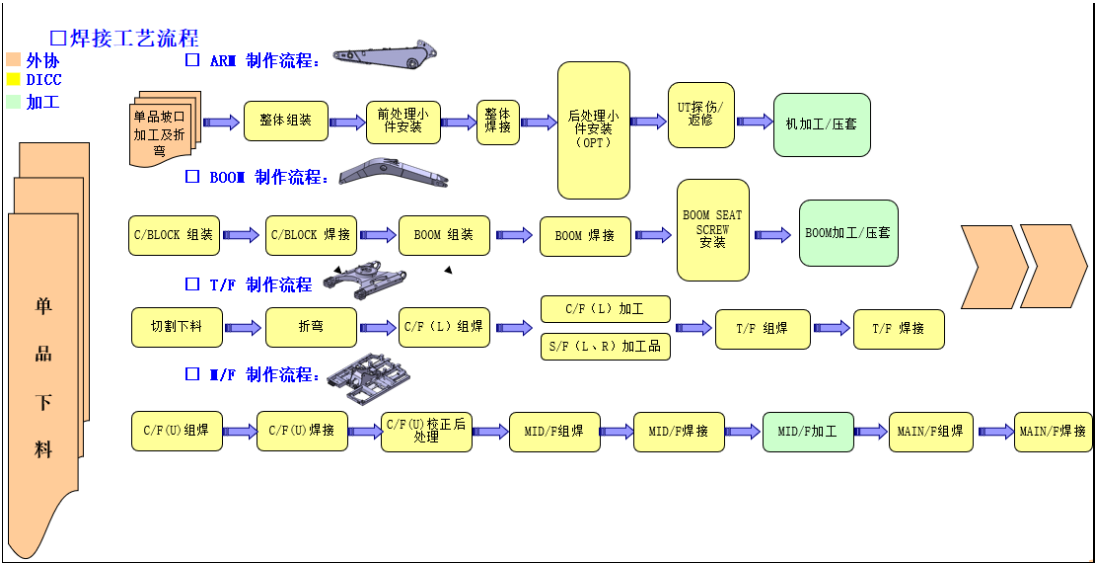 □焊接工艺流程
外协
DICC
加工
□ ARM 制作流程：
单品坡口
加工及折
弯
整体组装
前处理小
件安装
整体
焊接
后处理小
件安装
（OPT）
UT探伤/
返修
机加工/压套
□ BOOM 制作流程：
C/BLOCK 组装
C/BLOCK 焊接
BOOM 组装
BOOM 焊接
BOOM SEAT
SCREW
安装
BOOM加工/压套
□ T/F 制作流程
切割下料
折弯
C/F（L）组焊
C/F（L）加工
S/F（L、R）加工品
T/F 组焊
T/F 焊接
□ M/F 制作流程：
C/F(U)组焊
C/F(U)焊接
C/F(U)校正后
处理
MID/F组焊
MID/F焊接
MID/F加工
MAIN/F组焊
MAIN/F焊接
单
品
下
料